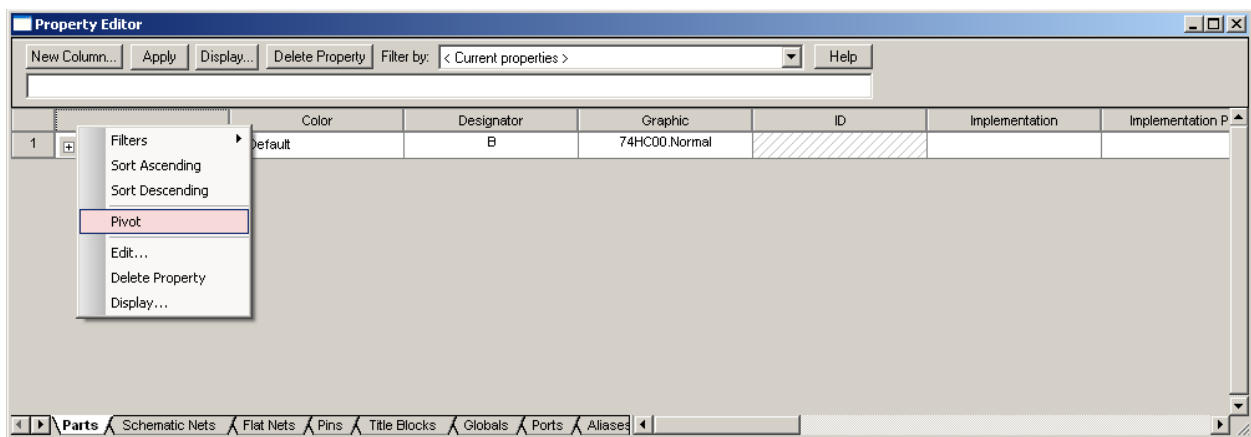 Property Editor
New Column... Apply Display... Delete Property Filter by: < Current properties > Help
Color Designator Graphic ID Implementation Implementation P
1 Default B 74HC00.Normal
Filters
Sort Ascending
Sort Descending
Pivot
Edit...
Delete Property
Display...
Parts Schematic Nets Flat Nets Pins Title Blocks Globals Ports Aliases